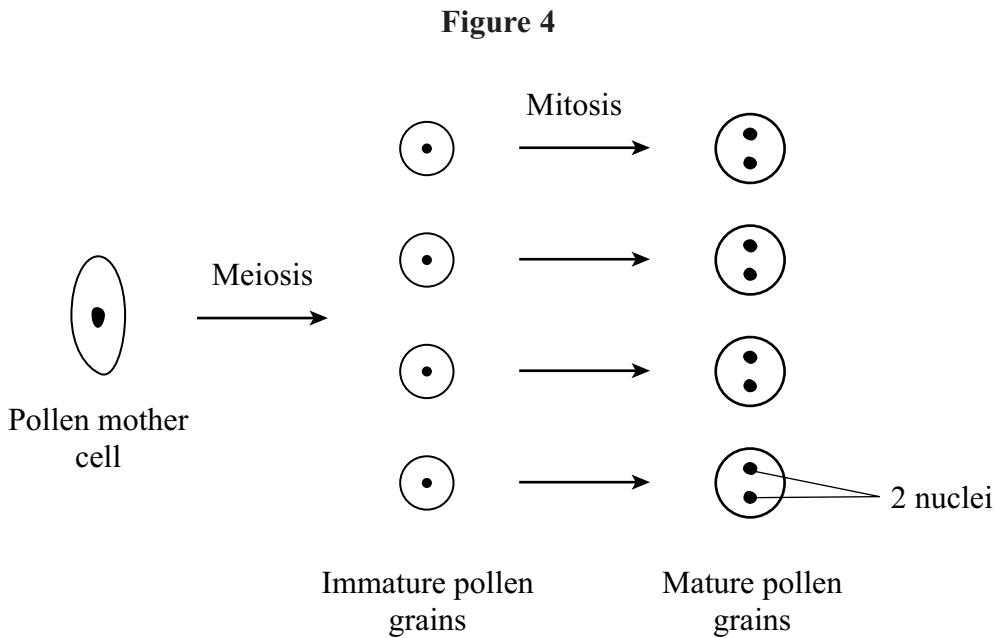 Figure 4
Mitosis
Meiosis
Pollen mother
cell
2 nuclei
Immature pollen
grains
Mature pollen
grains